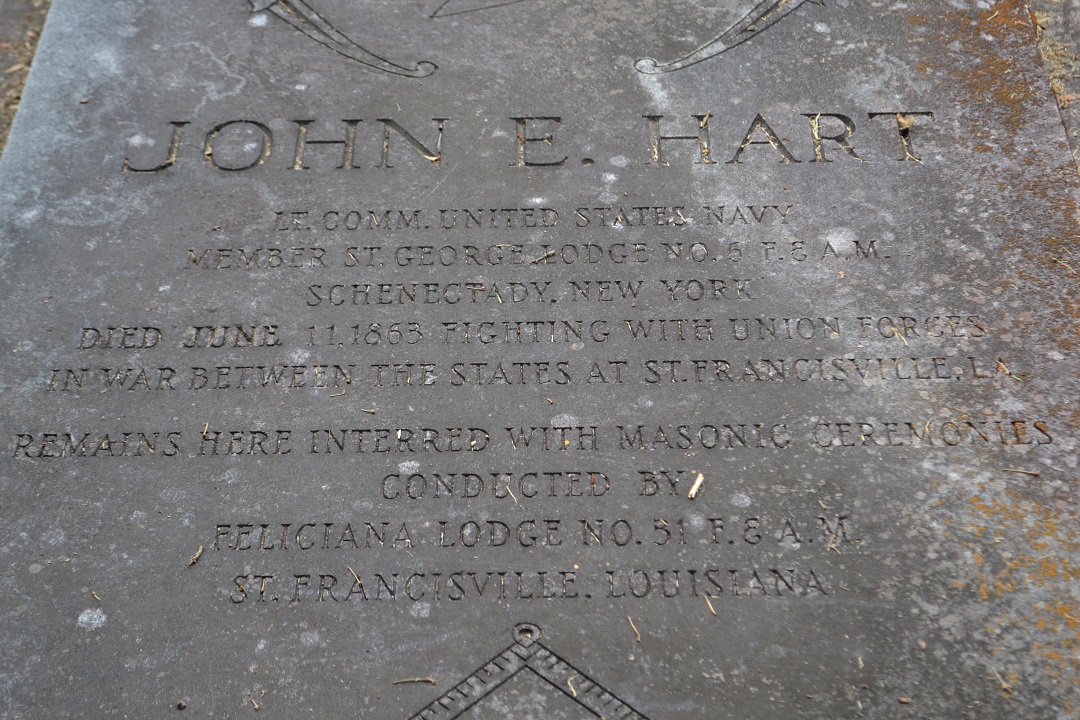 JOHN E. HART
LT. COMM. UNITED STATES NAVY
MEMBER ST. GEORGE LODGE NO. 6 F. & A. M.
SCHENECTADY, NEW YORK
DIED JUNE 11, 1863 FIGHTING WITH UNION FORCES
IN WAR BETWEEN THE STATES AT ST. FRANCISVILLE, LA.
REMAINS HERE INTERRED WITH MASONIC CEREMONIES
CONDUCTED BY
FELICIANA LODGE NO. 31 F. & A. M.
ST. FRANCISVILLE, LOUISIANA